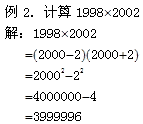 例 2. 计算 1998×2002
解: 1998×2002
=(2000-2)(2000+2)
=2000²-2²
=4000000-4
=3999996